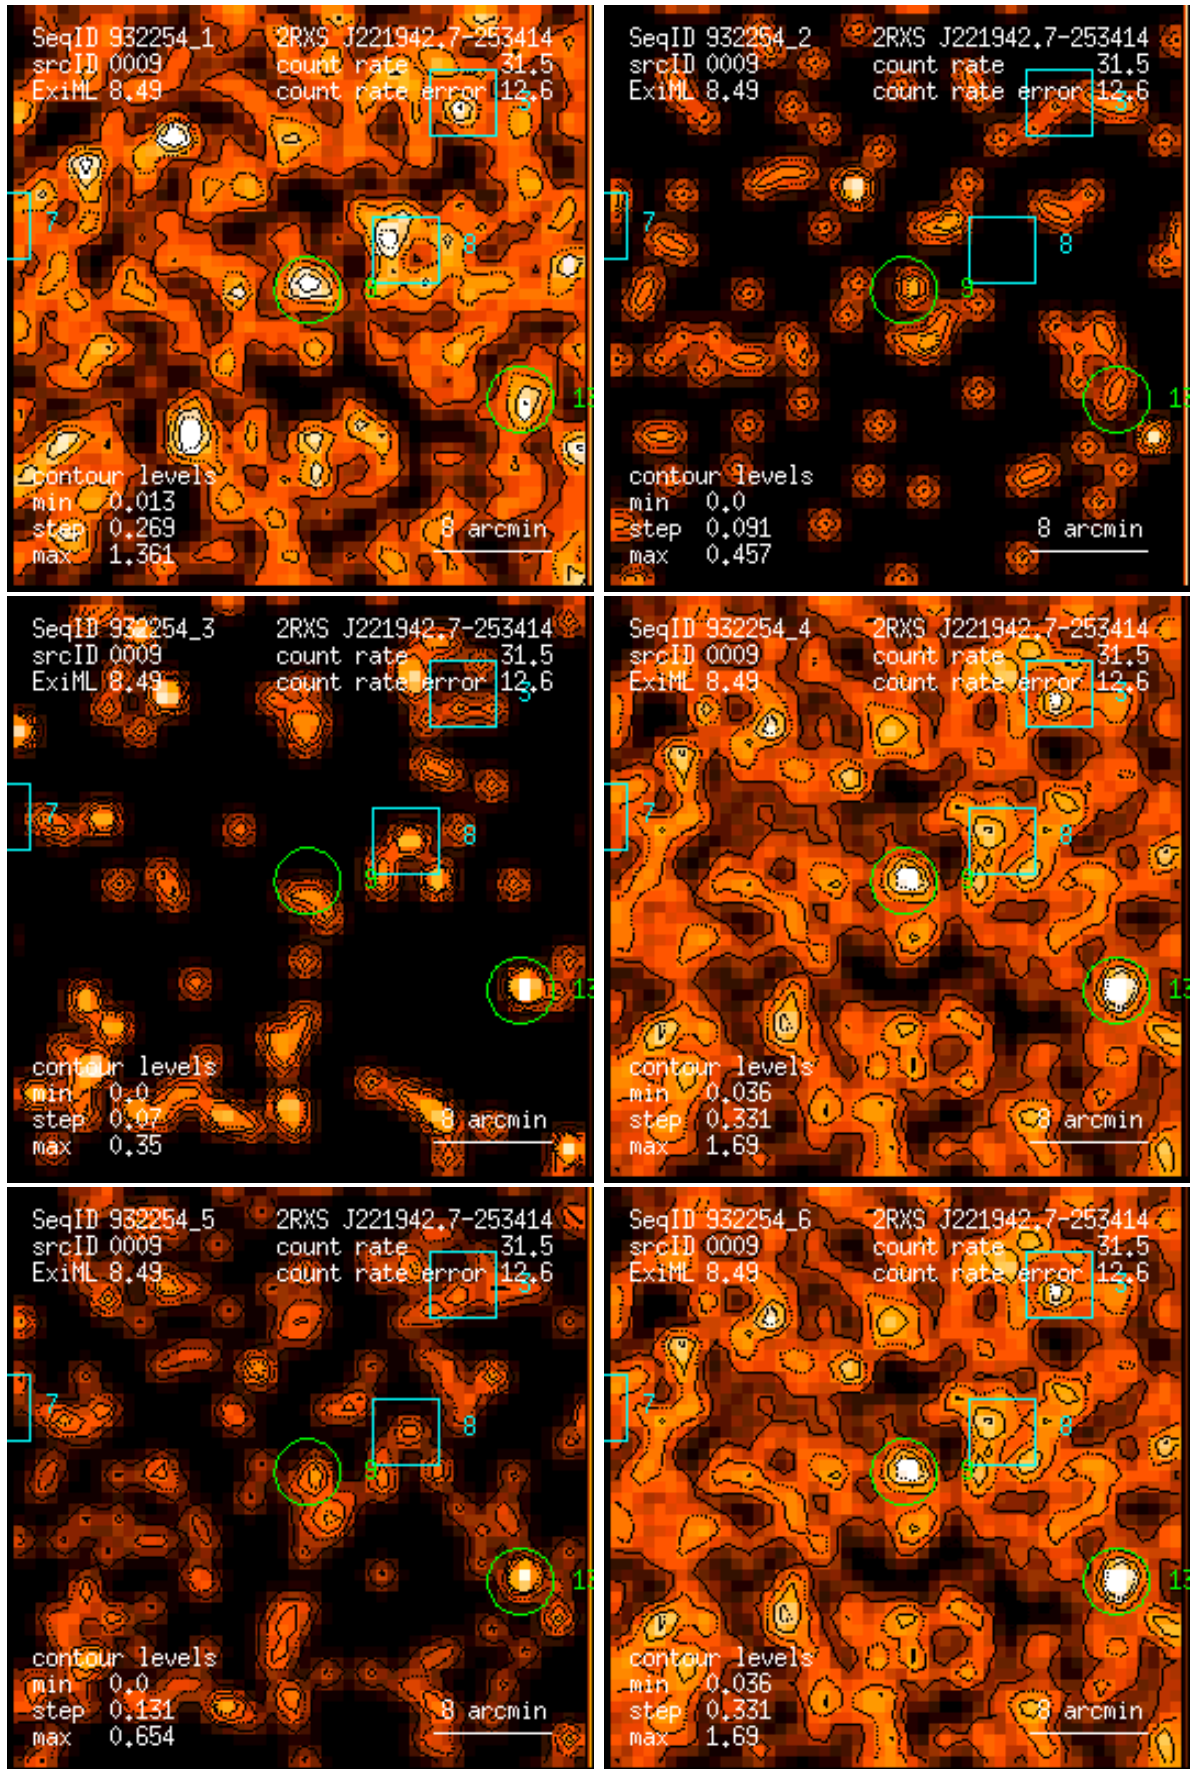 SeqID 932254_1 2RXS J221942.7-253414
srcID 0009 count rate 31.5
ExiML 8.49 count rate error 12.6
3
7
8
9
13
contour levels
min 0.013
step 0.269
max 1.361
8 arcmin
SeqID 932254_2 2RXS J221942.7-253414
srcID 0009 count rate 31.5
ExiML 8.49 count rate error 12.6
3
7
8
9
13
contour levels
min 0.0
step 0.091
max 0.457
8 arcmin
SeqID 932254_3 2RXS J221942.7-253414
srcID 0009 count rate 31.5
ExiML 8.49 count rate error 12.6
3
7
8
9
13
contour levels
min 0.0
step 0.07
max 0.35
8 arcmin
SeqID 932254_4 2RXS J221942.7-253414
srcID 0009 count rate 31.5
ExiML 8.49 count rate error 12.6
3
7
8
9
13
contour levels
min 0.036
step 0.331
max 1.69
8 arcmin
SeqID 932254_5 2RXS J221942.7-253414
srcID 0009 count rate 31.5
ExiML 8.49 count rate error 12.6
3
7
8
9
13
contour levels
min 0.0
step 0.131
max 0.654
8 arcmin
SeqID 932254_6 2RXS J221942.7-253414
srcID 0009 count rate 31.5
ExiML 8.49 count rate error 12.6
3
7
8
9
13
contour levels
min 0.036
step 0.331
max 1.69
8 arcmin